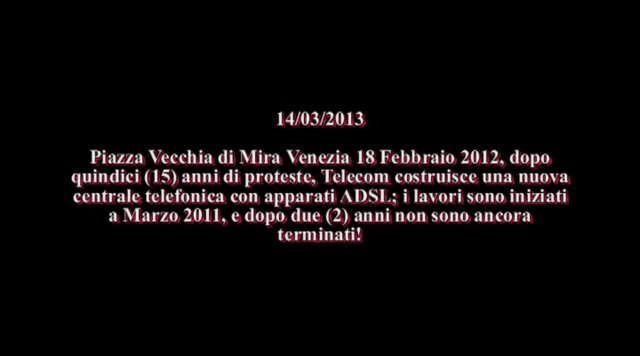 14/03/2013
Piazza Vecchia di Mira Venezia 18 Febbraio 2012, dopo
quindici (15) anni di proteste, Telecom costruisce una nuova
centrale telefonica con apparati ADSL; i lavori sono iniziati
a Marzo 2011, e dopo due (2) anni non sono ancora
terminati!